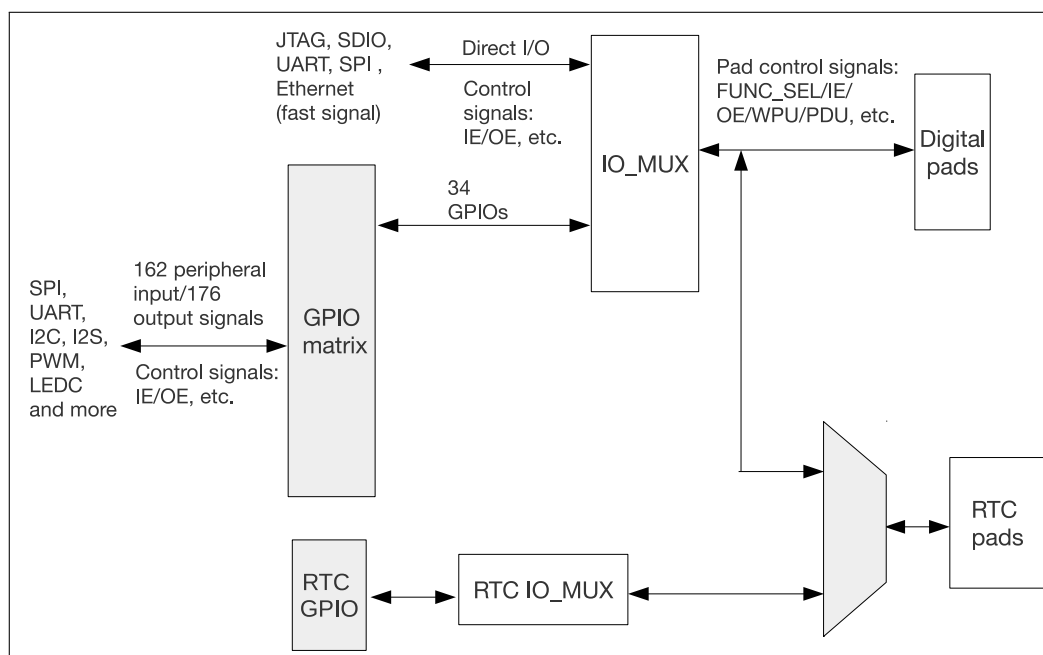 JTAG, SDIO,
UART, SPI ,
Ethernet
(fast signal)
Direct I/O
Control
signals:
IE/OE, etc.
IO_MUX
Pad control signals:
FUNC_SEL/IE/
OE/WPU/PDU, etc.
Digital
pads
34
GPIOs
SPI,
UART,
I2C, I2S,
PWM,
LEDC
and more
162 peripheral
input/176
output signals
Control signals:
IE/OE, etc.
GPIO
matrix
RTC
pads
RTC
GPIO
RTC IO_MUX